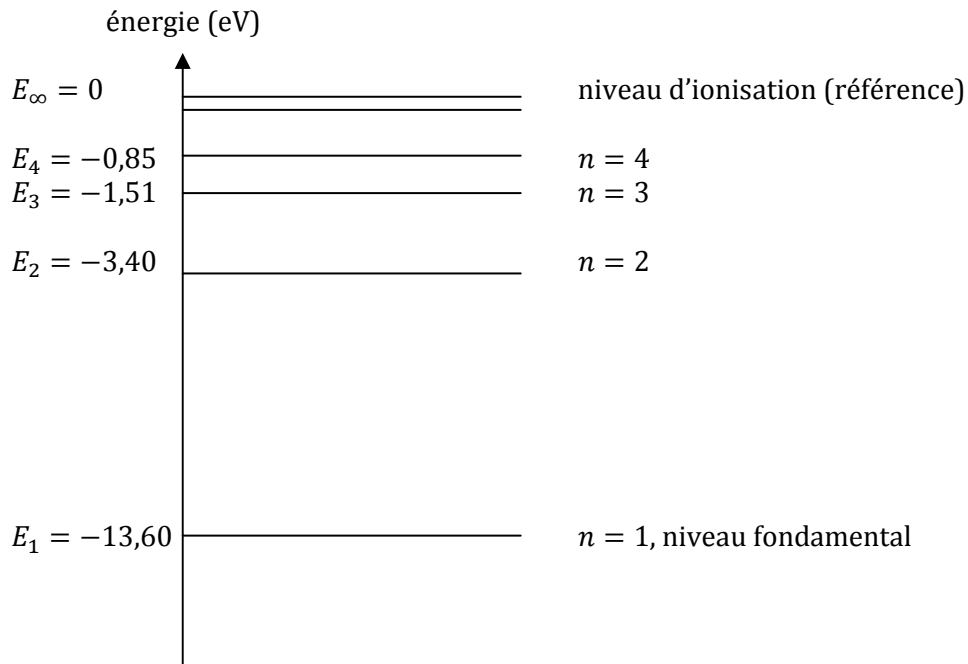 énergie (eV)
E∞ = 0 niveau d’ionisation (référence)
E4 = −0,85 n = 4
E3 = −1,51 n = 3
E2 = −3,40 n = 2
E1 = −13,60 n = 1, niveau fondamental